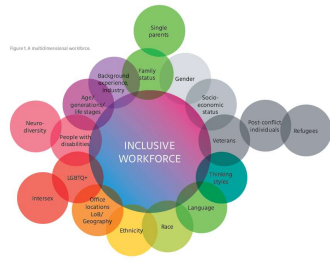 Single
parents
Figure 1. A multidimensional workforce.
Family
status
Background
experience,
industry
Gender
Age/
generations/
life stages
Socio-
economic
status
Neuro-
diversity
People with
disabilities
INCLUSIVE
WORKFORCE
Veterans
Post-conflict
individuals
Refugees
LGBTQ+
Thinking
styles
Intersex
Office
locations
LoB/
Geography
Language
Ethnicity
Race